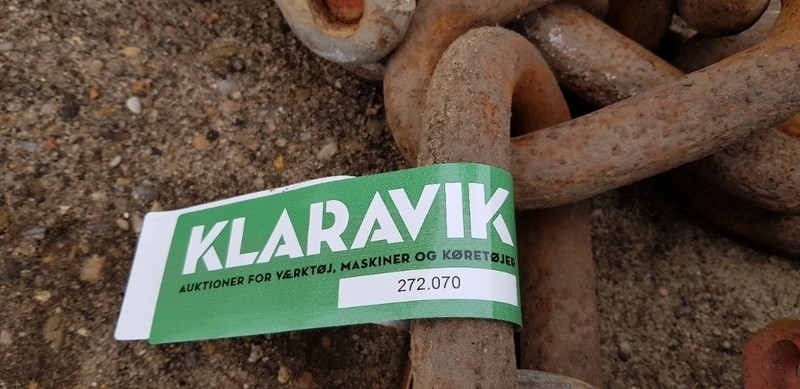 KLARAVIK
AUKTIONER FOR VÆRKTØJ, MASKINER OG KØRETØJER
272.070